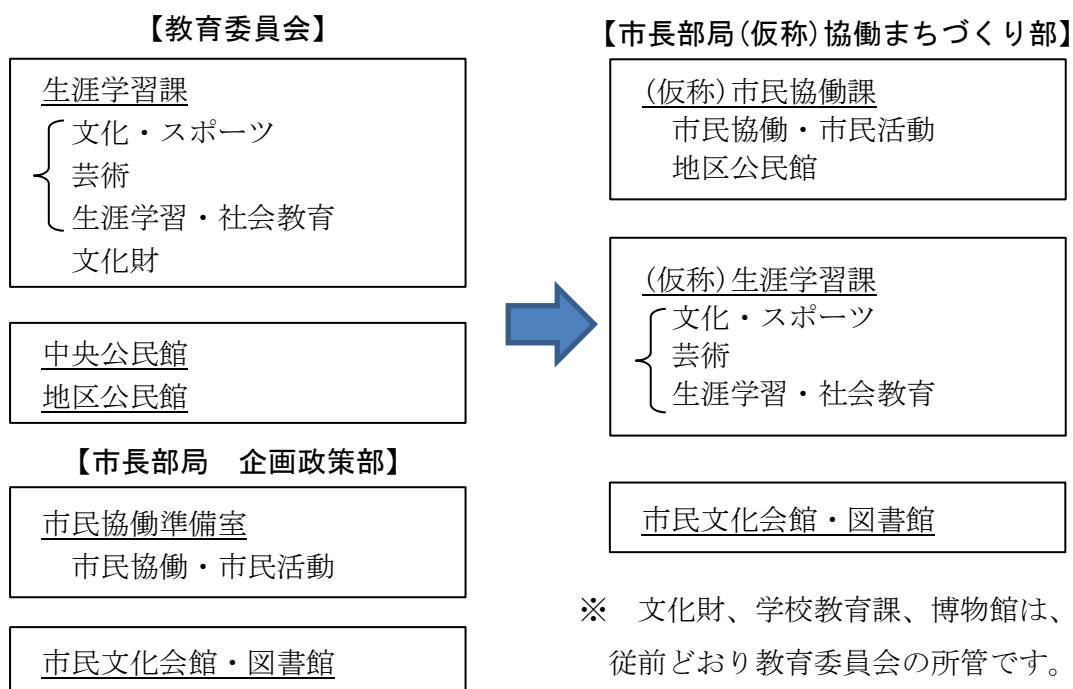 【教育委員会】
生涯学習課
文化・スポーツ
芸術
生涯学習・社会教育
文化財
中央公民館
地区公民館
【市長部局　企画政策部】
市民協働準備室
市民協働・市民活動
市民文化会館・図書館
【市長部局(仮称)協働まちづくり部】
(仮称)市民協働課
市民協働・市民活動
地区公民館
(仮称)生涯学習課
文化・スポーツ
芸術
生涯学習・社会教育
市民文化会館・図書館
※　文化財、学校教育課、博物館は、
従前どおり教育委員会の所管です。